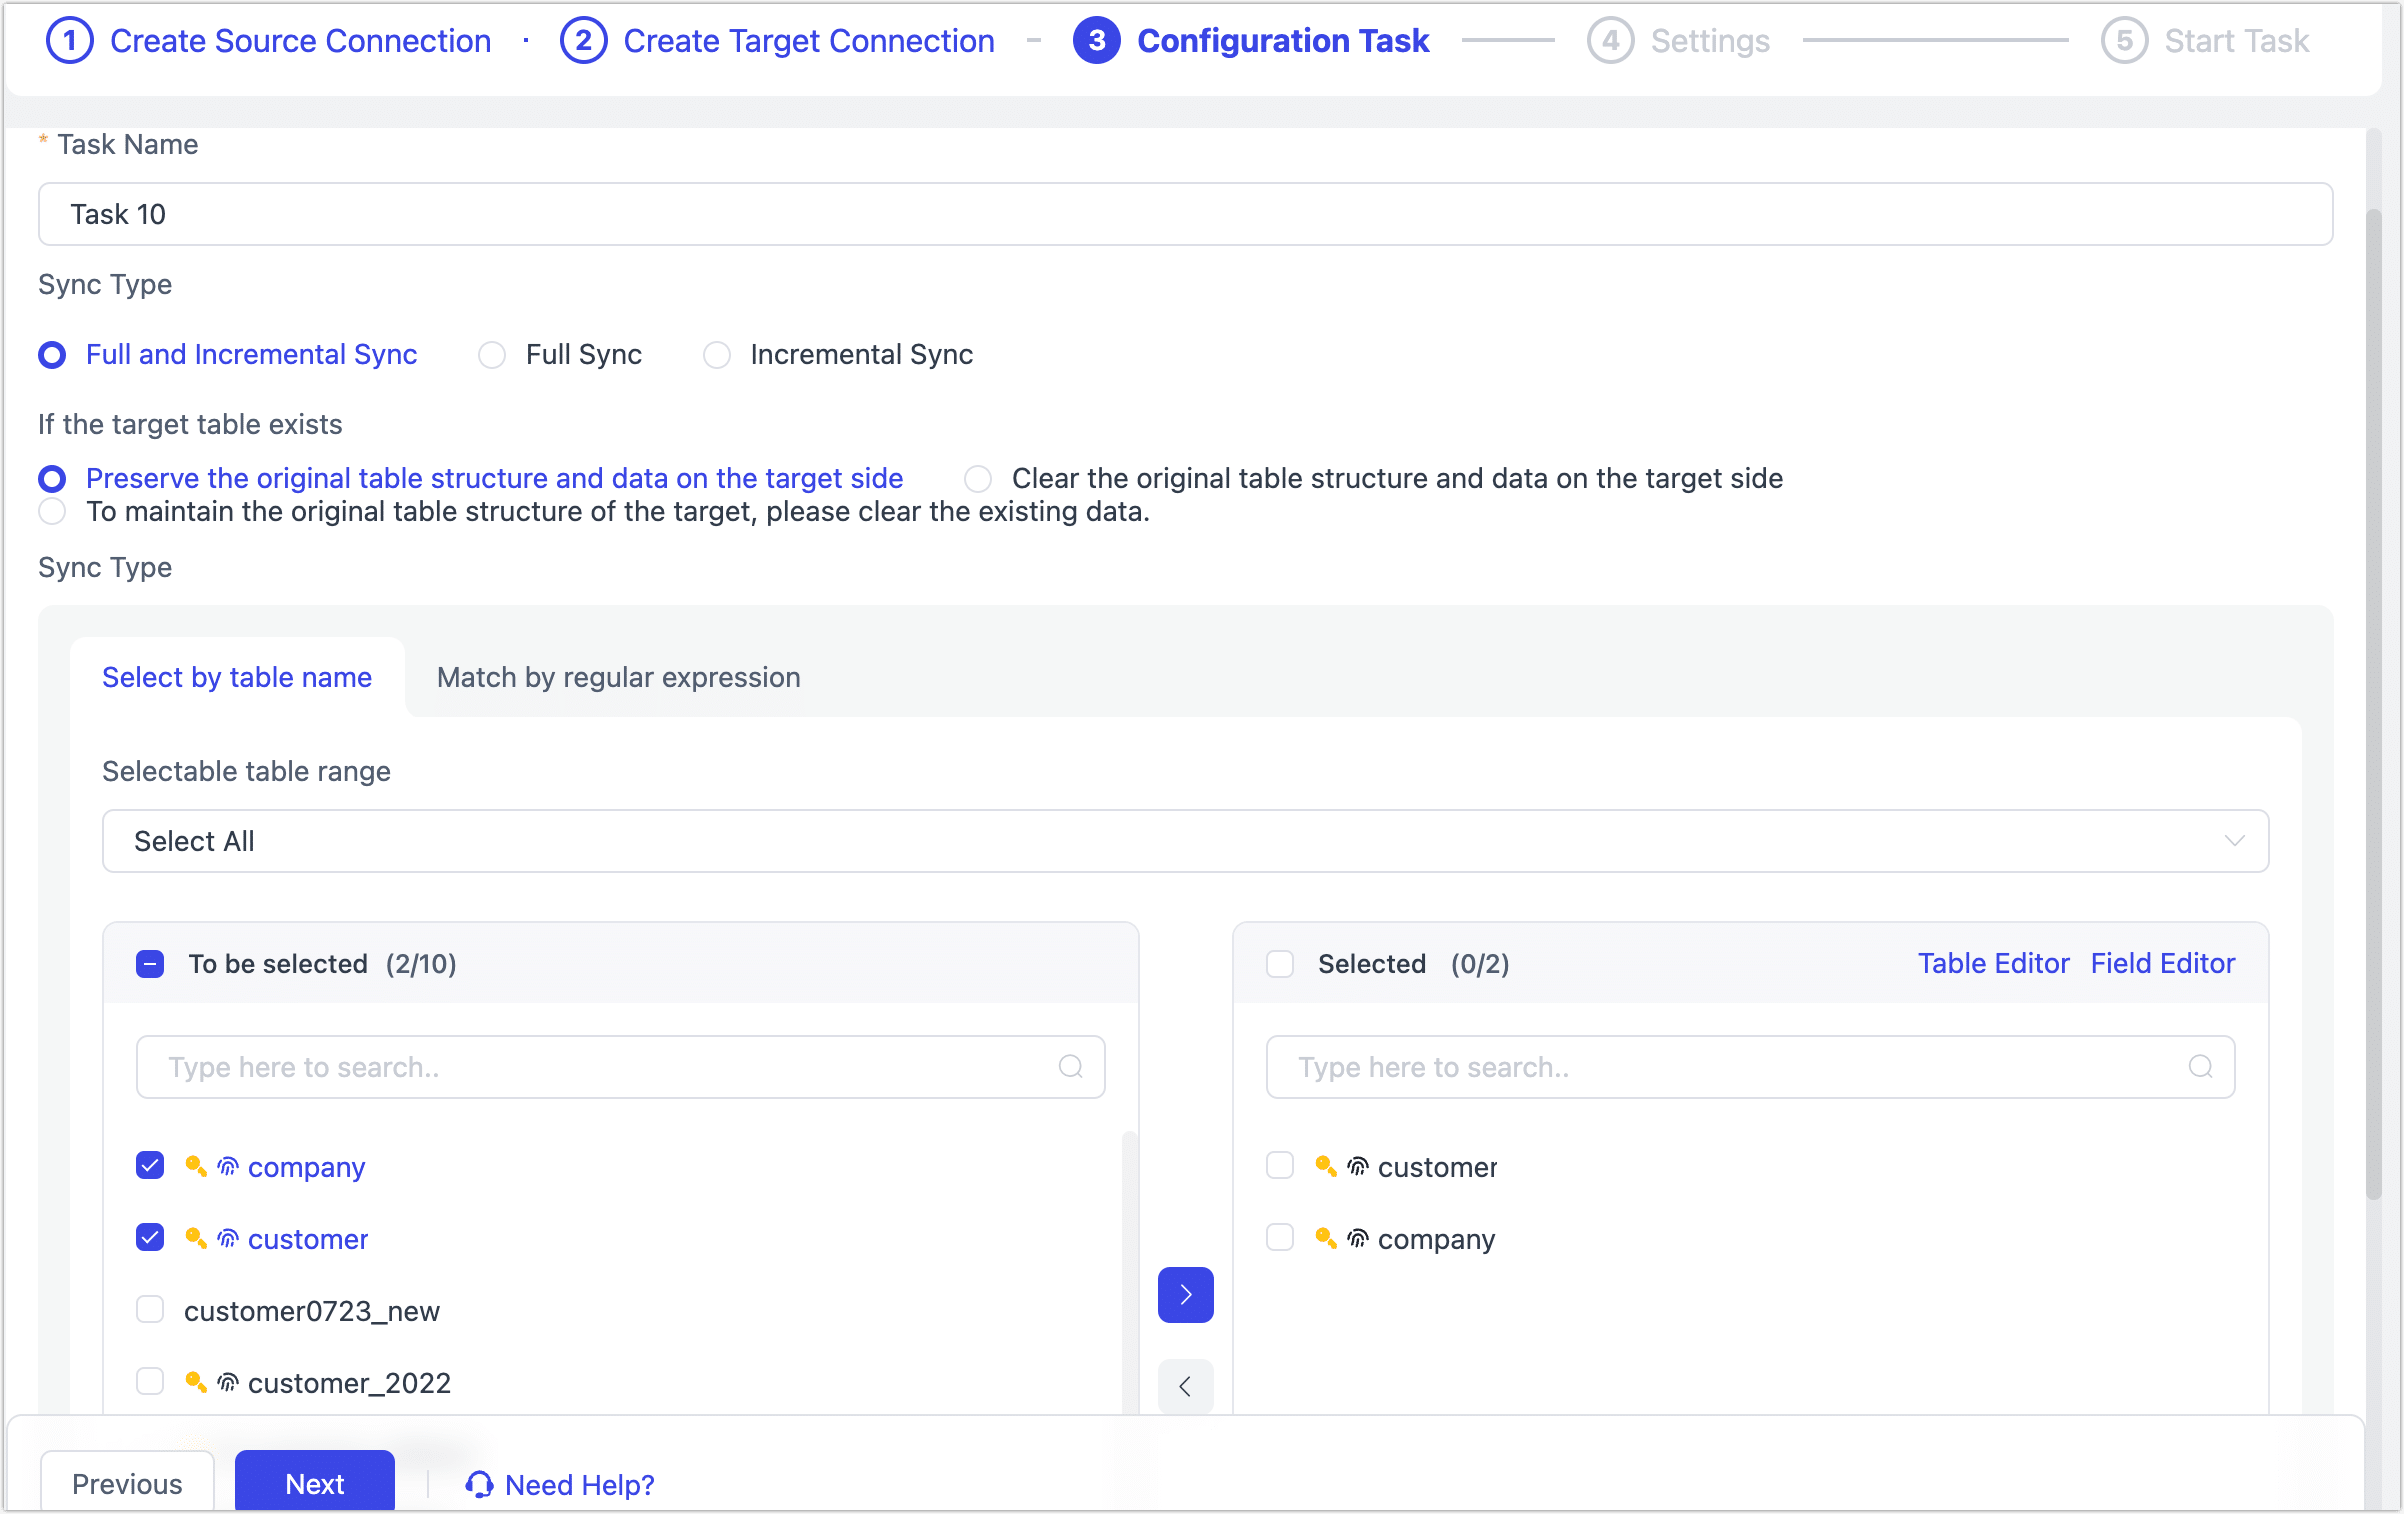 1 Create Source Connection 2 Create Target Connection 3 Configuration Task 4 Settings 5 Start Task
* Task Name
Task 10
Sync Type
Full and Incremental Sync Full Sync Incremental Sync
If the target table exists
Preserve the original table structure and data on the target side Clear the original table structure and data on the target side
To maintain the original table structure of the target, please clear the existing data.
Sync Type
Select by table name Match by regular expression
Selectable table range
Select All
To be selected (2/10)
Type here to search..
company
customer
customer0723_new
customer_2022
Selected (0/2) Table Editor Field Editor
Type here to search..
customer
company
Previous Next Need Help?